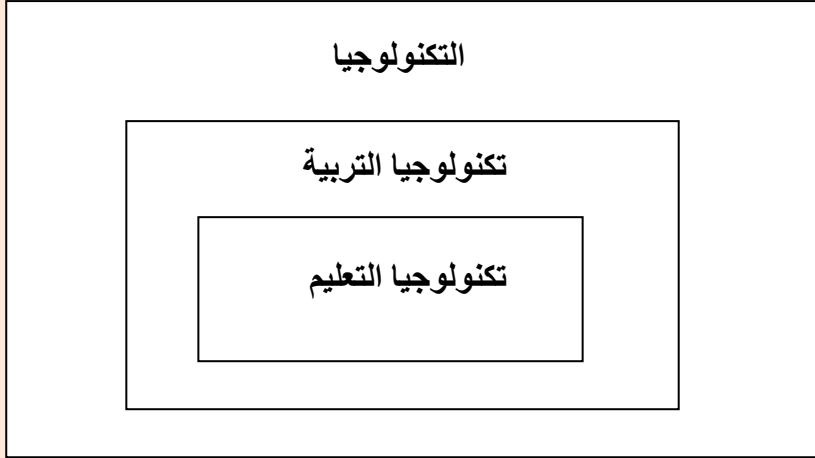 التكنولوجيا
تكنولوجيا التربية
تكنولوجيا التعليم